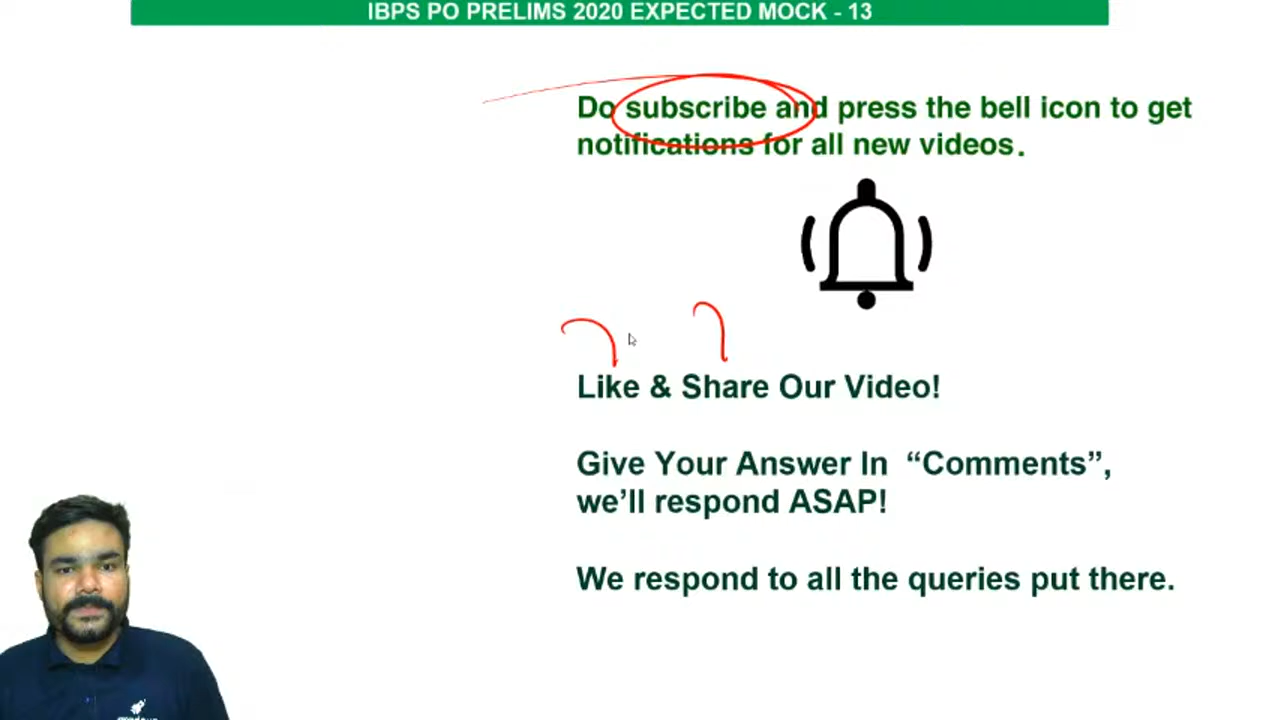 IBPS PO PRELIMS 2020 EXPECTED MOCK - 13
Do subscribe and press the bell icon to get
notifications for all new videos.
Like & Share Our Video!
Give Your Answer In “Comments”,
we’ll respond ASAP!
We respond to all the queries put there.